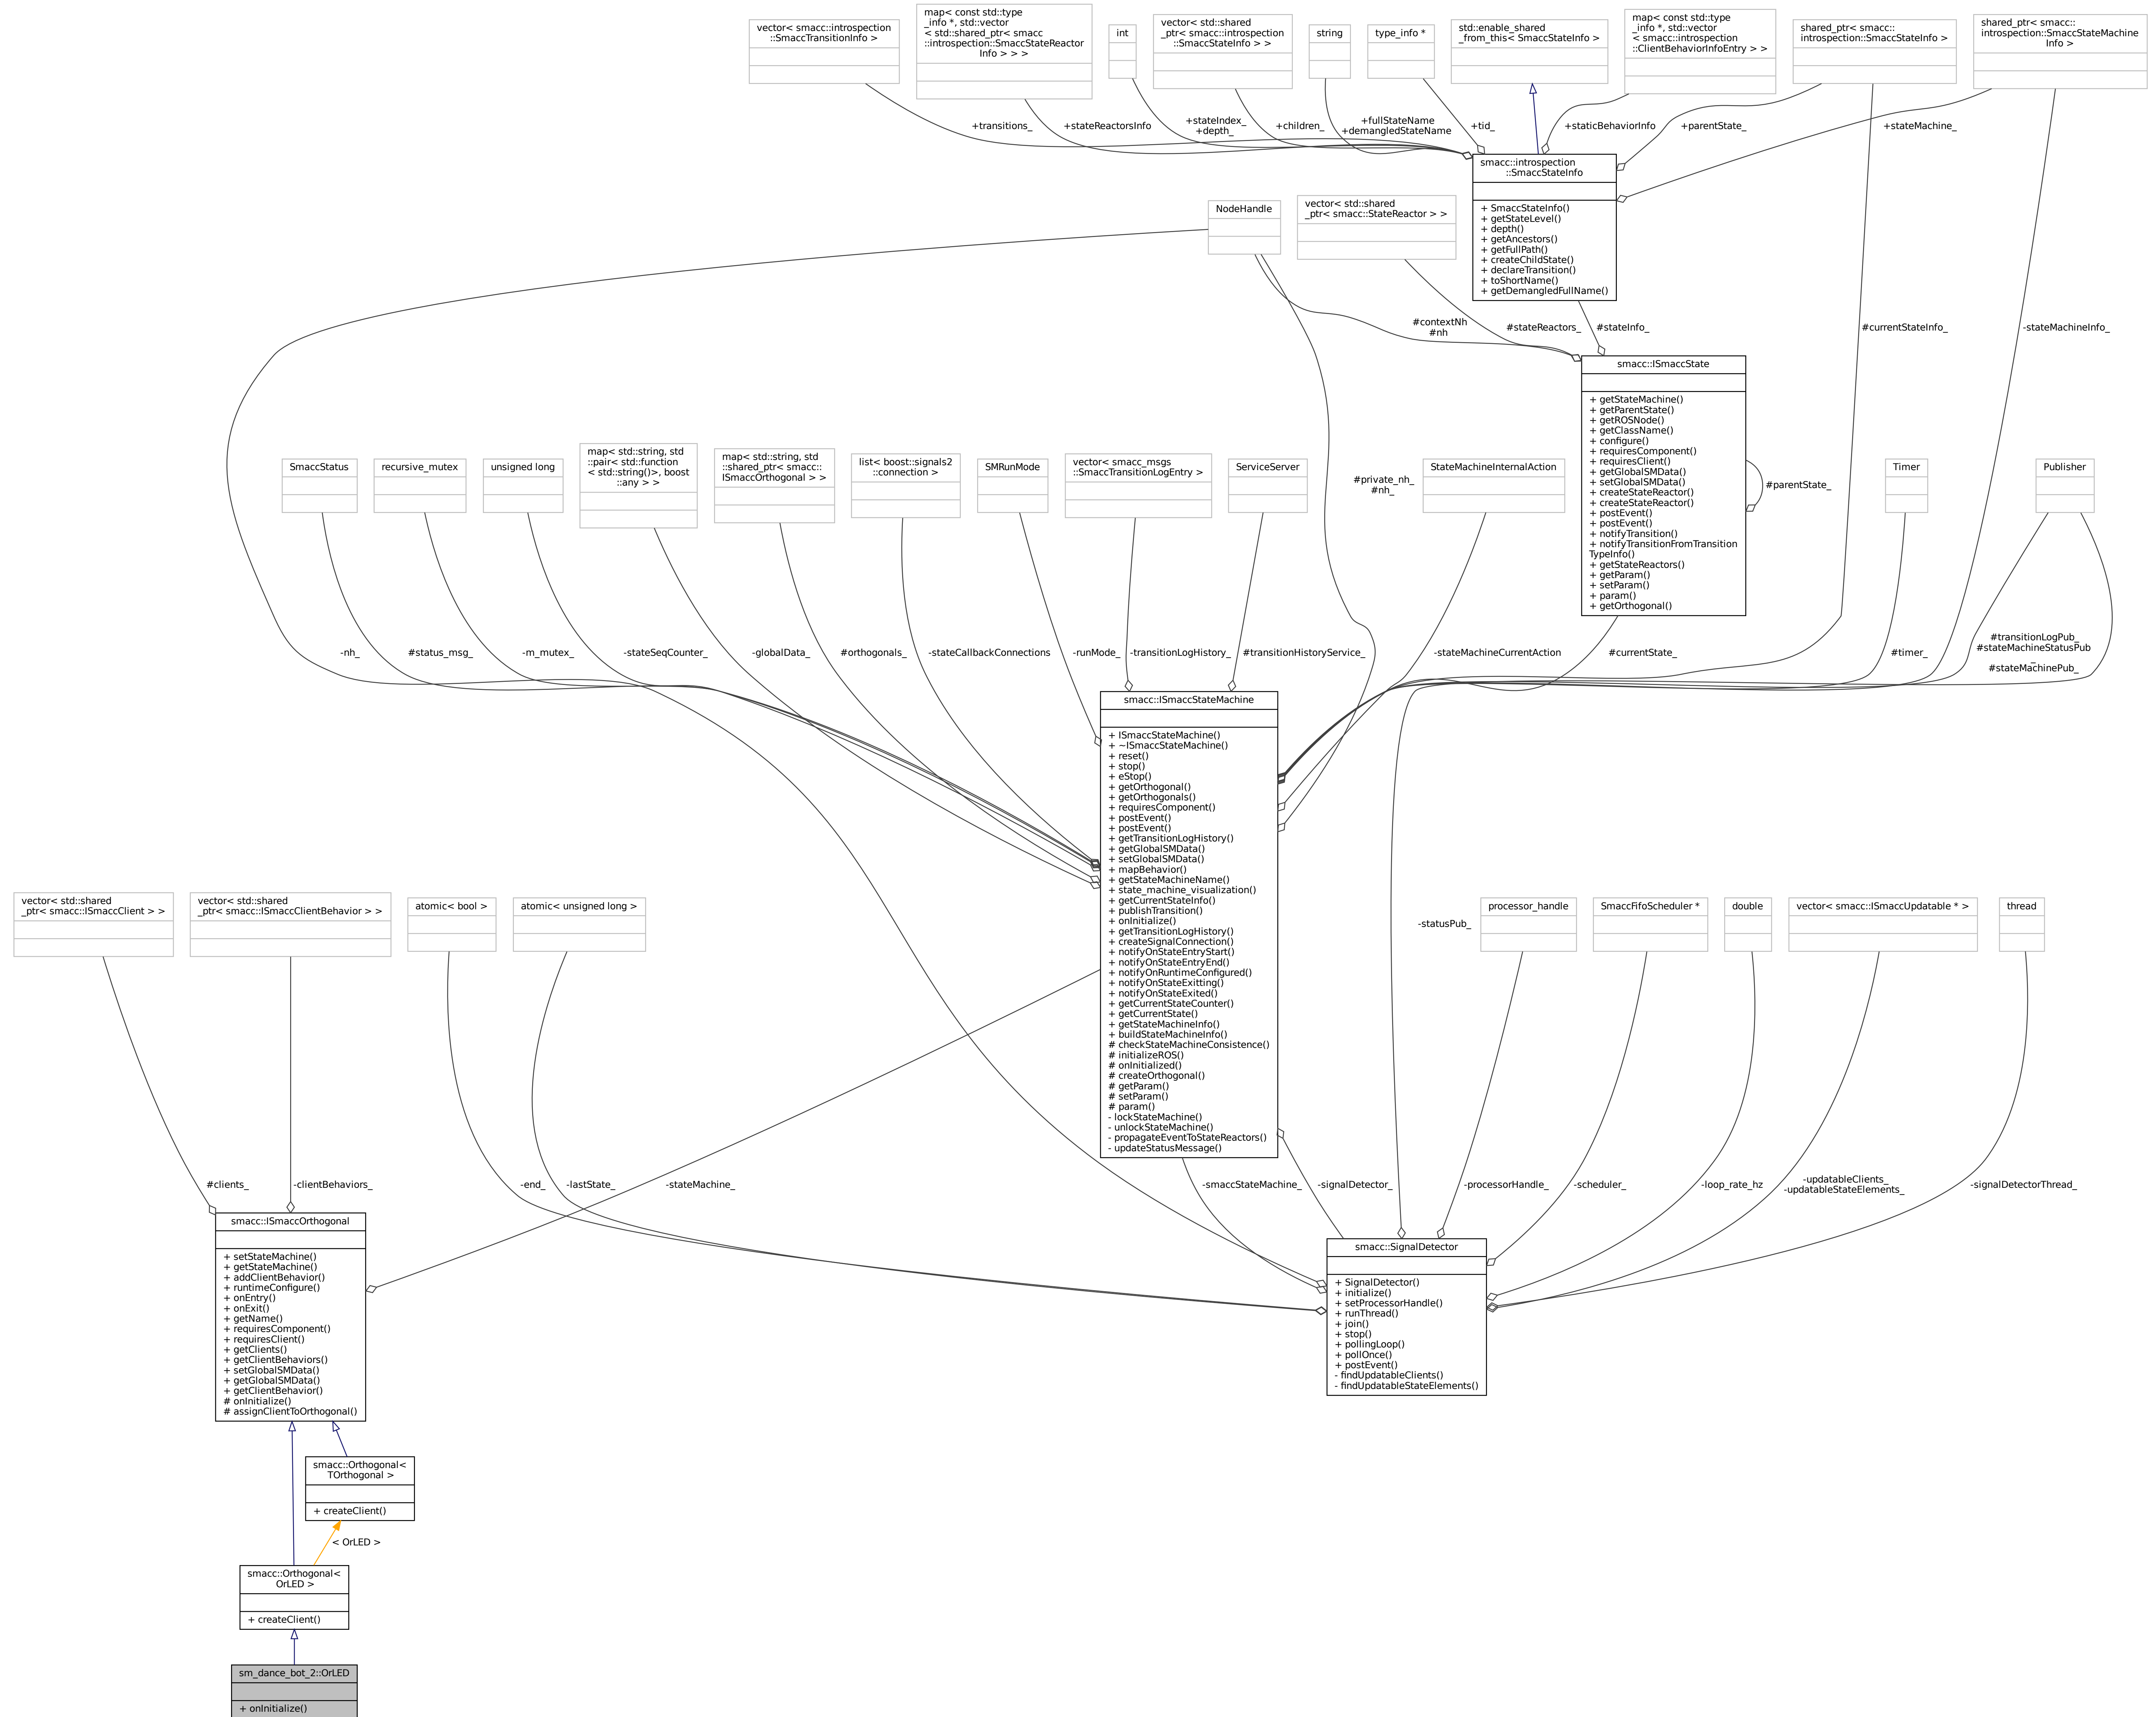 vector< smacc::introspection
::SmaccTransitionInfo >
map< const std::type
_info *, std::vector
< std::shared_ptr< smacc
::introspection::SmaccStateReactor
Info > > >
int
vector< std::shared
_ptr< smacc::introspection
::SmaccStateInfo > >
string
type_info *
std::enable_shared
_from_this< SmaccStateInfo >
map< const std::type
_info *, std::vector
< smacc::introspection
::ClientBehaviorInfoEntry > >
shared_ptr< smacc::
introspection::SmaccStateInfo >
shared_ptr< smacc::
introspection::SmaccStateMachine
Info >
+transitions_
+stateReactorsInfo
+stateIndex_
+depth_
+children_
+fullStateName
+demangledStateName
+tid_
+staticBehaviorInfo
+parentState_
+stateMachine_
smacc::introspection
::SmaccStateInfo
+ SmaccStateInfo()
+ getStateLevel()
+ depth()
+ getAncestors()
+ getFullPath()
+ createChildState()
+ declareTransition()
+ toShortName()
+ getDemangledFullName()
NodeHandle
vector< std::shared
_ptr< smacc::StateReactor > >
#contextNh
#nh
#stateReactors_
#stateInfo_
#currentStateInfo_
-stateMachineInfo_
smacc::ISmaccState
+ getStateMachine()
+ getParentState()
+ getROSNode()
+ getClassName()
+ configure()
+ requiresComponent()
+ requiresClient()
+ getGlobalSMData()
+ setGlobalSMData()
+ createStateReactor()
+ createStateReactor()
+ postEvent()
+ postEvent()
+ notifyTransition()
+ notifyTransitionFromTransition
TypeInfo()
+ getStateReactors()
+ getParam()
+ setParam()
+ param()
+ getOrthogonal()
#parentState_
SmaccStatus
recursive_mutex
unsigned long
map< std::string, std
::pair< std::function
< std::string()>, boost
::any > >
map< std::string, std
::shared_ptr< smacc::
ISmaccOrthogonal > >
list< boost::signals2
::connection >
SMRunMode
vector< smacc_msgs
::SmaccTransitionLogEntry >
ServiceServer
#private_nh_
#nh_
StateMachineInternalAction
Timer
Publisher
-nh_
#status_msg_
-m_mutex_
-stateSeqCounter_
-globalData_
#orthogonals_
-stateCallbackConnections
-runMode_
-transitionLogHistory_
#transitionHistoryService_
-stateMachineCurrentAction
#currentState_
#timer_
#transitionLogPub_
#stateMachineStatusPub
_
#stateMachinePub_
smacc::ISmaccStateMachine
+ ISmaccStateMachine()
+ ~ISmaccStateMachine()
+ reset()
+ stop()
+ eStop()
+ getOrthogonal()
+ getOrthogonals()
+ requiresComponent()
+ postEvent()
+ postEvent()
+ getTransitionLogHistory()
+ getGlobalSMData()
+ setGlobalSMData()
+ mapBehavior()
+ getStateMachineName()
+ state_machine_visualization()
+ getCurrentStateInfo()
+ publishTransition()
+ onInitialize()
+ getTransitionLogHistory()
+ createSignalConnection()
+ notifyOnStateEntryStart()
+ notifyOnStateEntryEnd()
+ notifyOnRuntimeConfigured()
+ notifyOnStateExitting()
+ notifyOnStateExited()
+ getCurrentStateCounter()
+ getCurrentState()
+ getStateMachineInfo()
+ buildStateMachineInfo()
# checkStateMachineConsistence()
# initializeROS()
# onInitialized()
# createOrthogonal()
# getParam()
# setParam()
# param()
- lockStateMachine()
- unlockStateMachine()
- propagateEventToStateReactors()
- updateStatusMessage()
vector< std::shared
_ptr< smacc::ISmaccClient > >
vector< std::shared
_ptr< smacc::ISmaccClientBehavior > >
atomic< bool >
atomic< unsigned long >
-statusPub_
processor_handle
SmaccFifoScheduler *
double
vector< smacc::ISmaccUpdatable * >
thread
#clients_
-clientBehaviors_
-end_
-lastState_
-stateMachine_
-smaccStateMachine_
-signalDetector_
-processorHandle_
-scheduler_
-loop_rate_hz
-updatableClients_
-updatableStateElements_
-signalDetectorThread_
smacc::ISmaccOrthogonal
+ setStateMachine()
+ getStateMachine()
+ addClientBehavior()
+ runtimeConfigure()
+ onEntry()
+ onExit()
+ getName()
+ requiresComponent()
+ requiresClient()
+ getClients()
+ getClientBehaviors()
+ setGlobalSMData()
+ getGlobalSMData()
+ getClientBehavior()
# onInitialize()
# assignClientToOrthogonal()
smacc::SignalDetector
+ SignalDetector()
+ initialize()
+ setProcessorHandle()
+ runThread()
+ join()
+ stop()
+ pollingLoop()
+ pollOnce()
+ postEvent()
- findUpdatableClients()
- findUpdatableStateElements()
smacc::Orthogonal<
TOrthogonal >
+ createClient()
< OrLED >
smacc::Orthogonal<
OrLED >
+ createClient()
sm_dance_bot_2::OrLED
+ onInitialize()